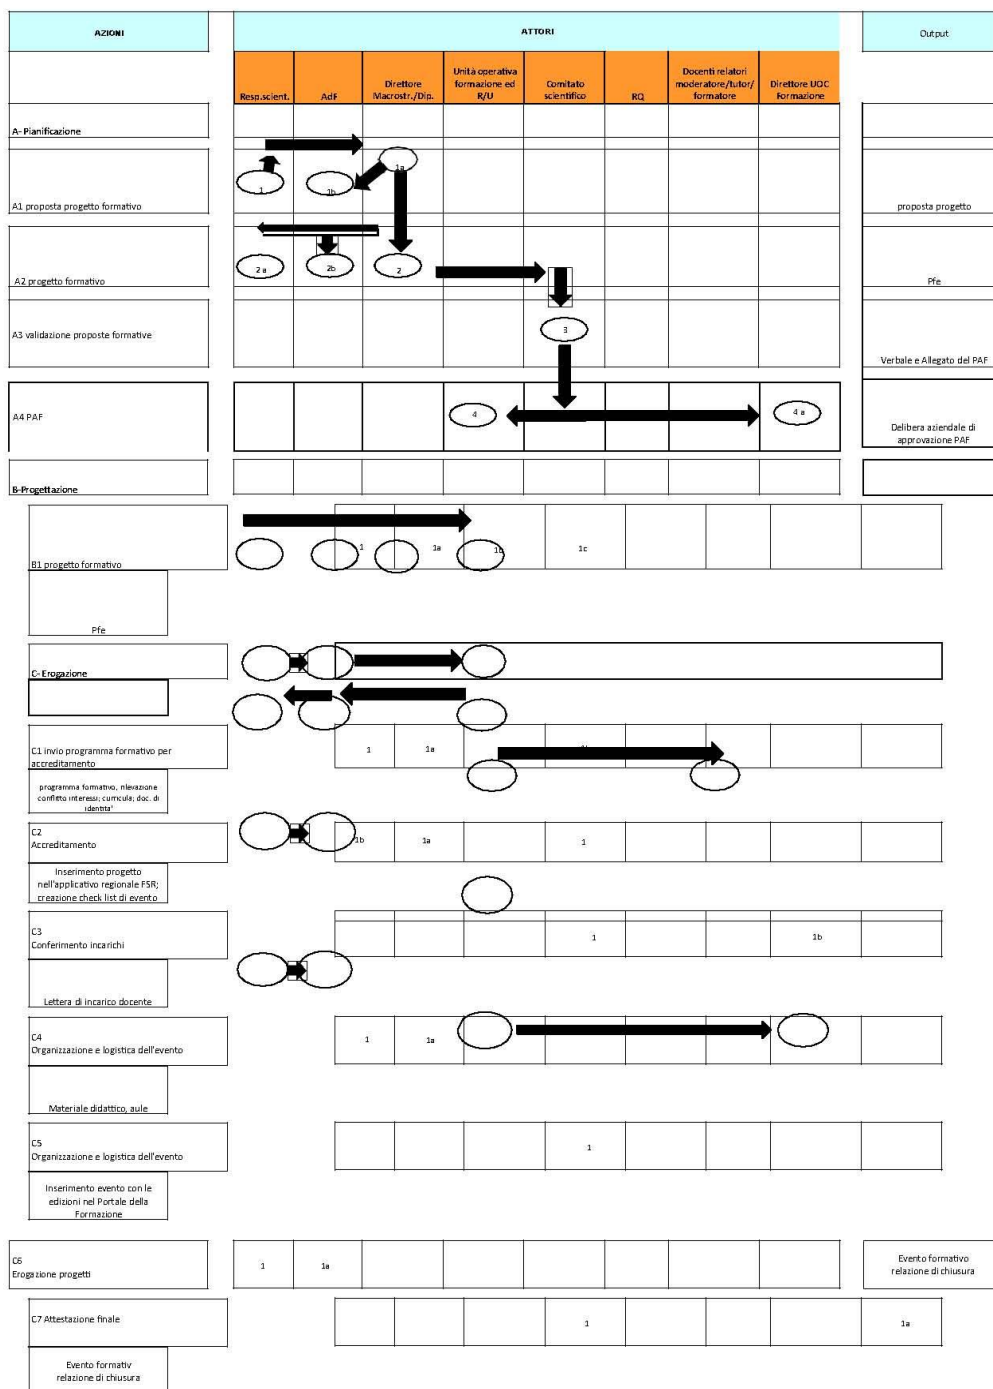 AZIONI
ATTORI
Output
Resp.scient.
AdF
Direttore
Macrostr./Dip.
Unità operativa
formazione ed
R/U
Comitato
scientifico
RQ
Docenti relatori
moderatore/tutor/
formatore
Direttore UOC
Formazione
A- Pianificazione
1a
1
1b
A1 proposta progetto formativo
proposta progetto
2 a
2b
2
A2 progetto formativo
Pfe
3
A3 validazione proposte formative
Verbale e Allegato del PAF
A4 PAF
4
4 a
Delibera aziendale di
approvazione PAF
B-Progettazione
1
1a
1b
1c
B1 progetto formativo
Pfe
C- Erogazione
C1 invio programma formativo per
accreditamento
1
1a
programma formativo, rilevazione
conflitto interessi; curricula; doc. di
identita'
C2
Accreditamento
1b
1a
1
Inserimento progetto
nell'applicativo regionale FSR;
creazione check list di evento
C3
Conferimento incarichi
1
1b
Lettera di incarico docente
C4
Organizzazione e logistica dell'evento
1
1a
Materiale didattico, aule
C5
Organizzazione e logistica dell'evento
1
Inserimento evento con le
edizioni nel Portale della
Formazione
C6
Erogazione progetti
1
1a
Evento formativo
relazione di chiusura
C7 Attestazione finale
1
1a
Evento formativ
relazione di chiusura